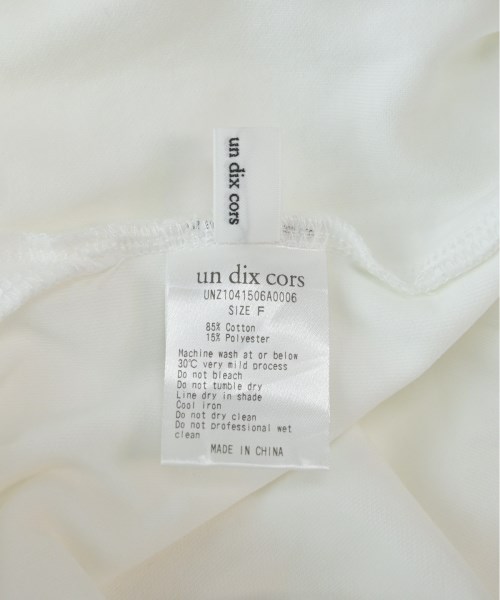 un dix cors
un dix cors
UNZ1041506A0006
SIZE F
85% Cotton
15% Polyester
Machine wash at or below
30℃ very mild process
Do not bleach
Do not tumble dry
Line dry in shade
Cool iron
Do not dry clean
Do not professional wet
clean
MADE IN CHINA